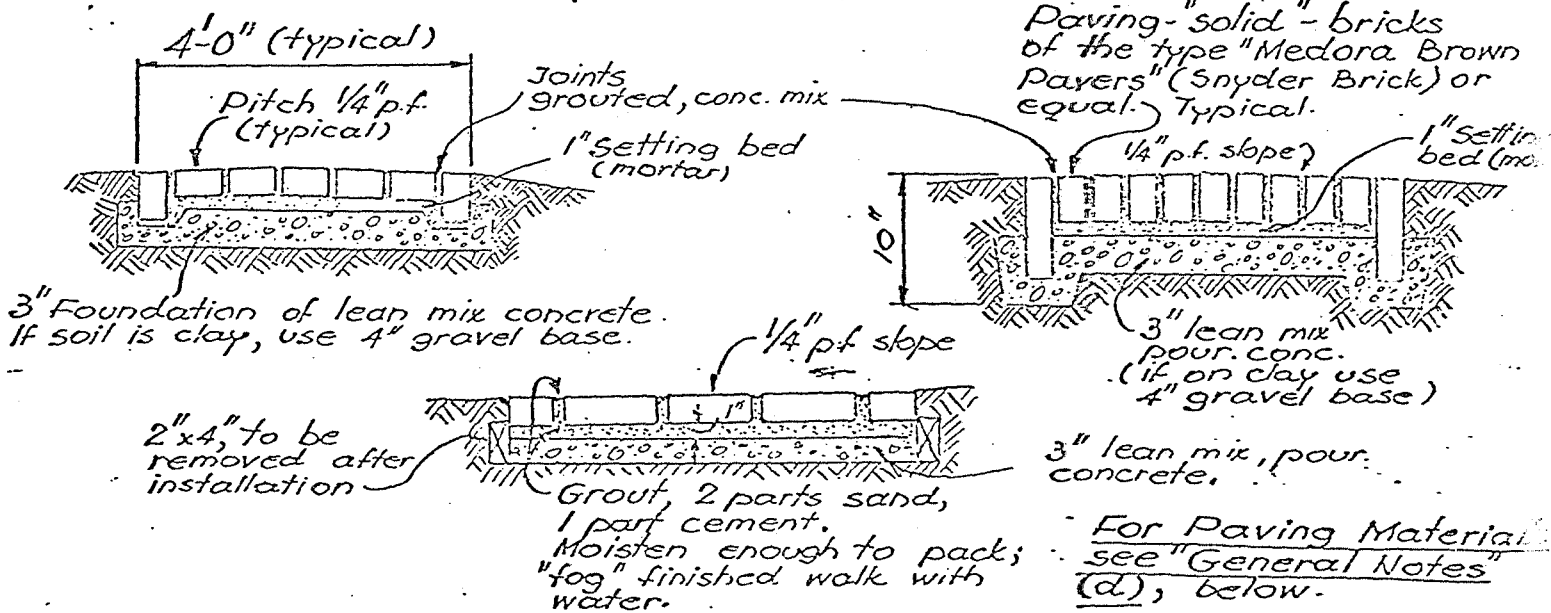 4'-0" (typical)
Pitch 1/4" p.f.
(typical)
Joints
grouted, conc. mix
1" Setting bed
(mortar)
3" Foundation of lean mix concrete.
If soil is clay, use 4" gravel base.
Paving-"solid"-bricks
of the type "Medora Brown
Pavers" (Snyder Brick) or
equal. Typical.
1/4" p.f. slope
1" Settin
bed (mo
10"
3" lean mix
pour. conc.
(if on clay use
4" gravel base)
1/4" p.f. slope
1"
2"x4," to be
removed after
installation
Grout, 2 parts sand,
1 part cement.
Moisten enough to pack;
"fog" finished walk with
water.
3" lean mix, pour.
concrete.
For Paving Material
see "General Notes"
(d), below.